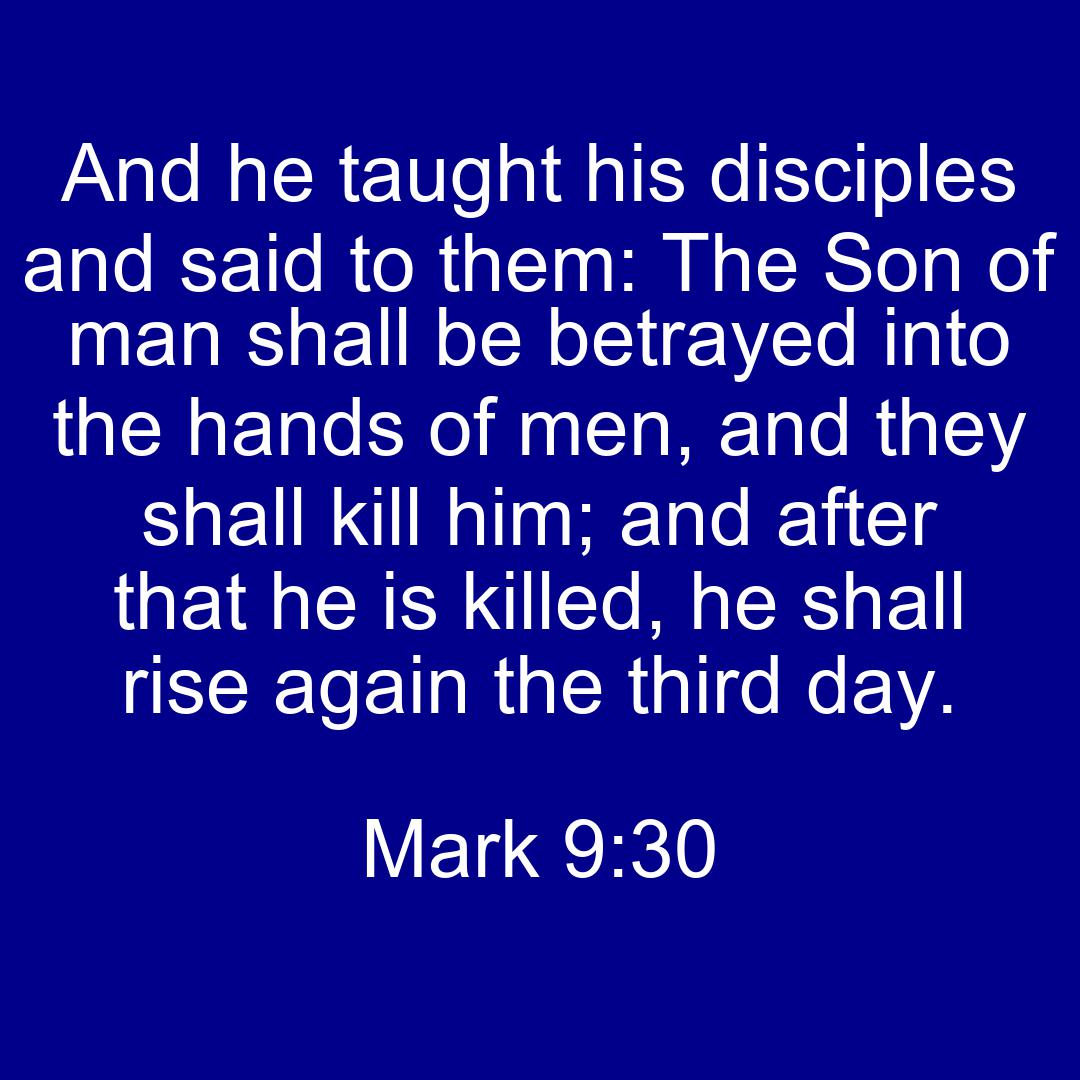 And he taught his disciples
and said to them: The Son of
man shall be betrayed into
the hands of men, and they
shall kill him; and after
that he is killed, he shall
rise again the third day.
Mark 9:30